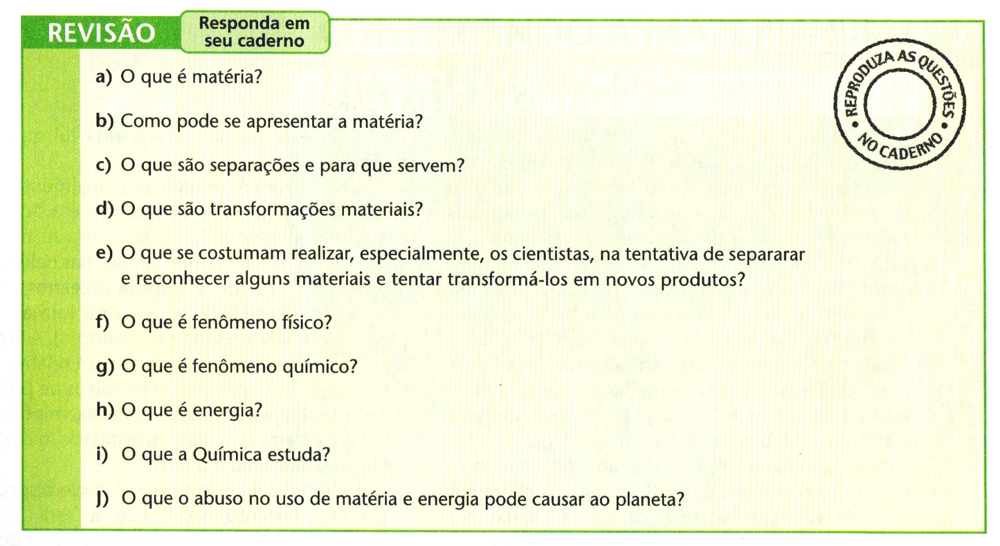 REVISÃO
Responda em
seu caderno
REPRODUZA AS QUESTÕES • NO CADERNO •
a) O que é matéria?
b) Como pode se apresentar a matéria?
c) O que são separações e para que servem?
d) O que são transformações materiais?
e) O que se costumam realizar, especialmente, os cientistas, na tentativa de separarar
e reconhecer alguns materiais e tentar transformá-los em novos produtos?
f) O que é fenômeno físico?
g) O que é fenômeno químico?
h) O que é energia?
i) O que a Química estuda?
J) O que o abuso no uso de matéria e energia pode causar ao planeta?